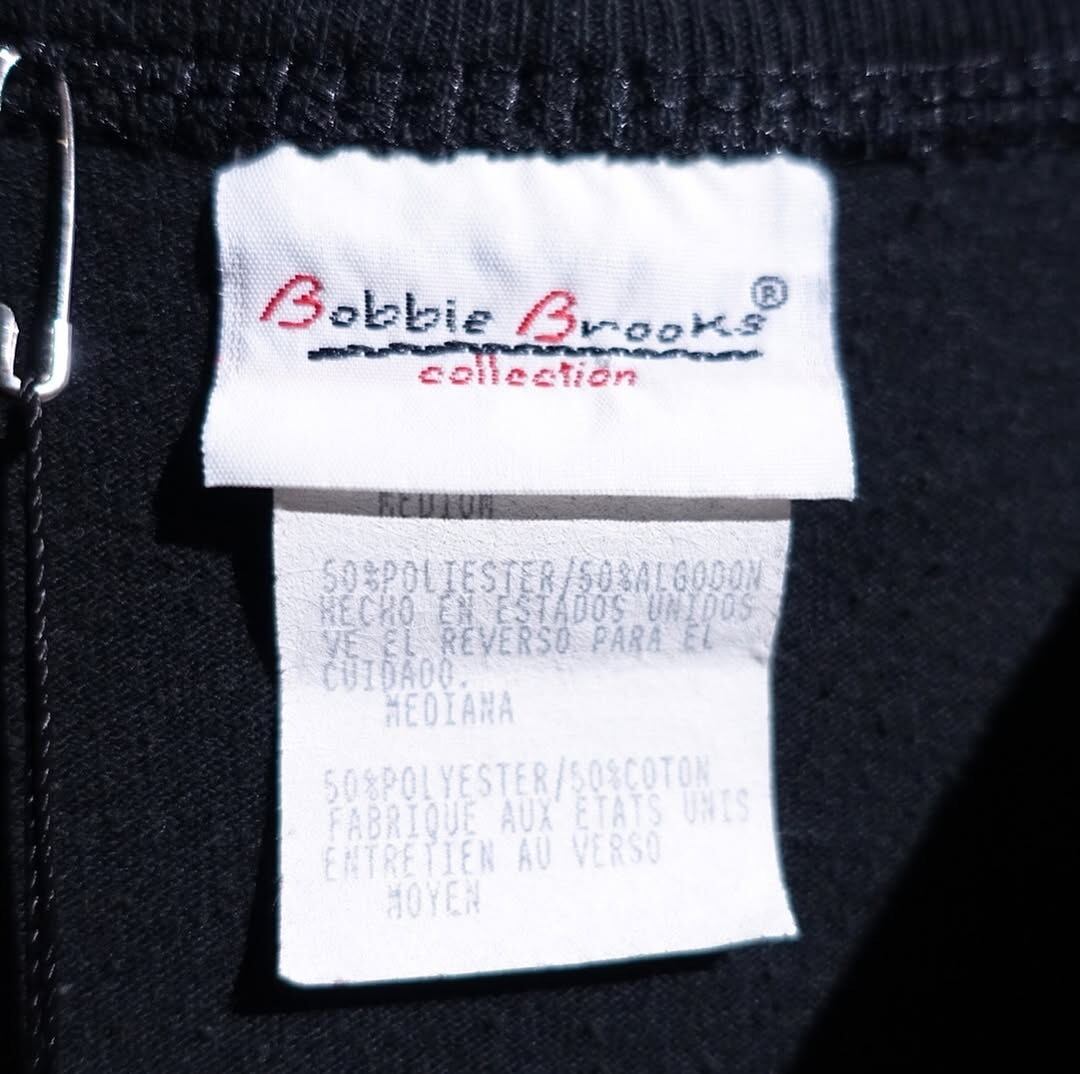 Bobbie Brooks®
collection
MEDIUM
50%POLIESTER/50%ALGODON
HECHO EN ESTADOS UNIDOS
VE EL REVERSO PARA EL
CUIDADO.
MEDIANA
50%POLYESTER/50%COTON
FABRIQUE AUX ETATS UNIS
ENTRETIEN AU VERSO
MOYEN